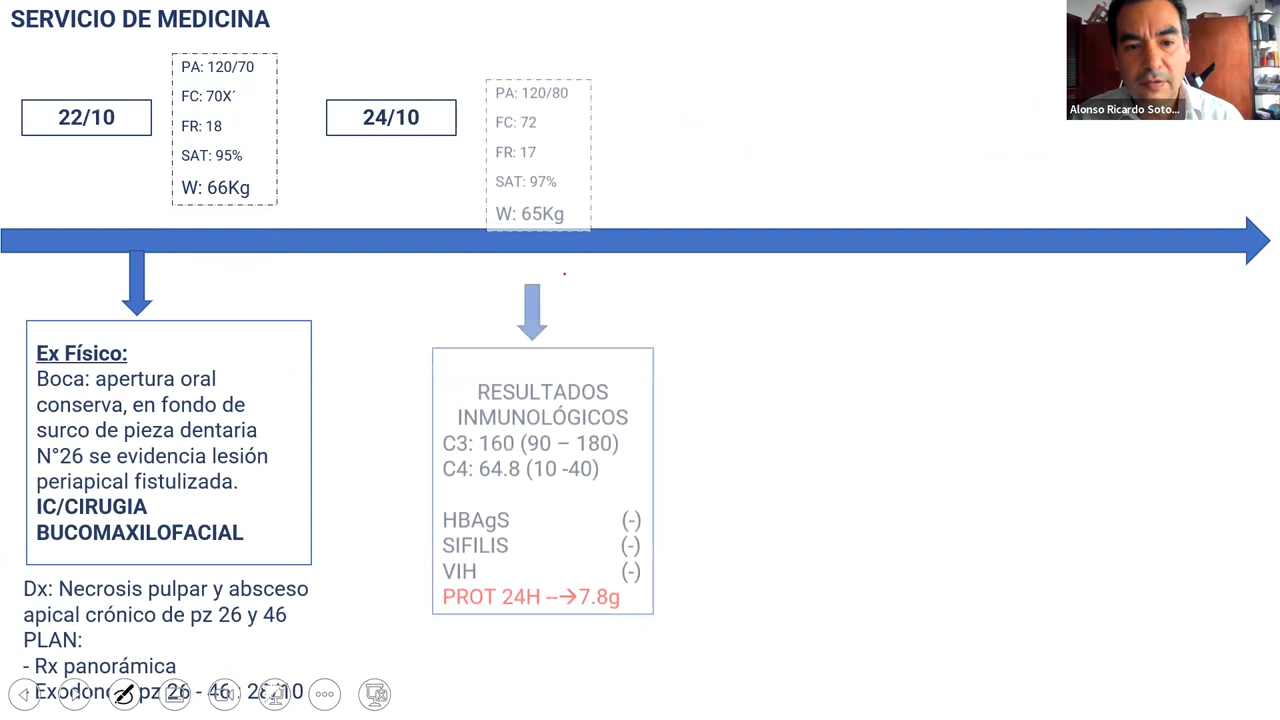 SERVICIO DE MEDICINA
22/10
PA: 120/70
FC: 70X´
FR: 18
SAT: 95%
W: 66Kg
24/10
PA: 120/80
FC: 72
FR: 17
SAT: 97%
W: 65Kg
Alonso Ricardo Soto...
Ex Físico:
Boca: apertura oral
conserva, en fondo de
surco de pieza dentaria
N°26 se evidencia lesión
periapical fistulizada.
IC/CIRUGIA
BUCOMAXILOFACIAL
Dx: Necrosis pulpar y absceso
apical crónico de pz 26 y 46
PLAN:
- Rx panorámica
pz 26 - 46
RESULTADOS
INMUNOLÓGICOS
C3: 160 (90 – 180)
C4: 64.8 (10 -40)
HBAgS (-)
SIFILIS (-)
VIH (-)
PROT 24H --→7.8g